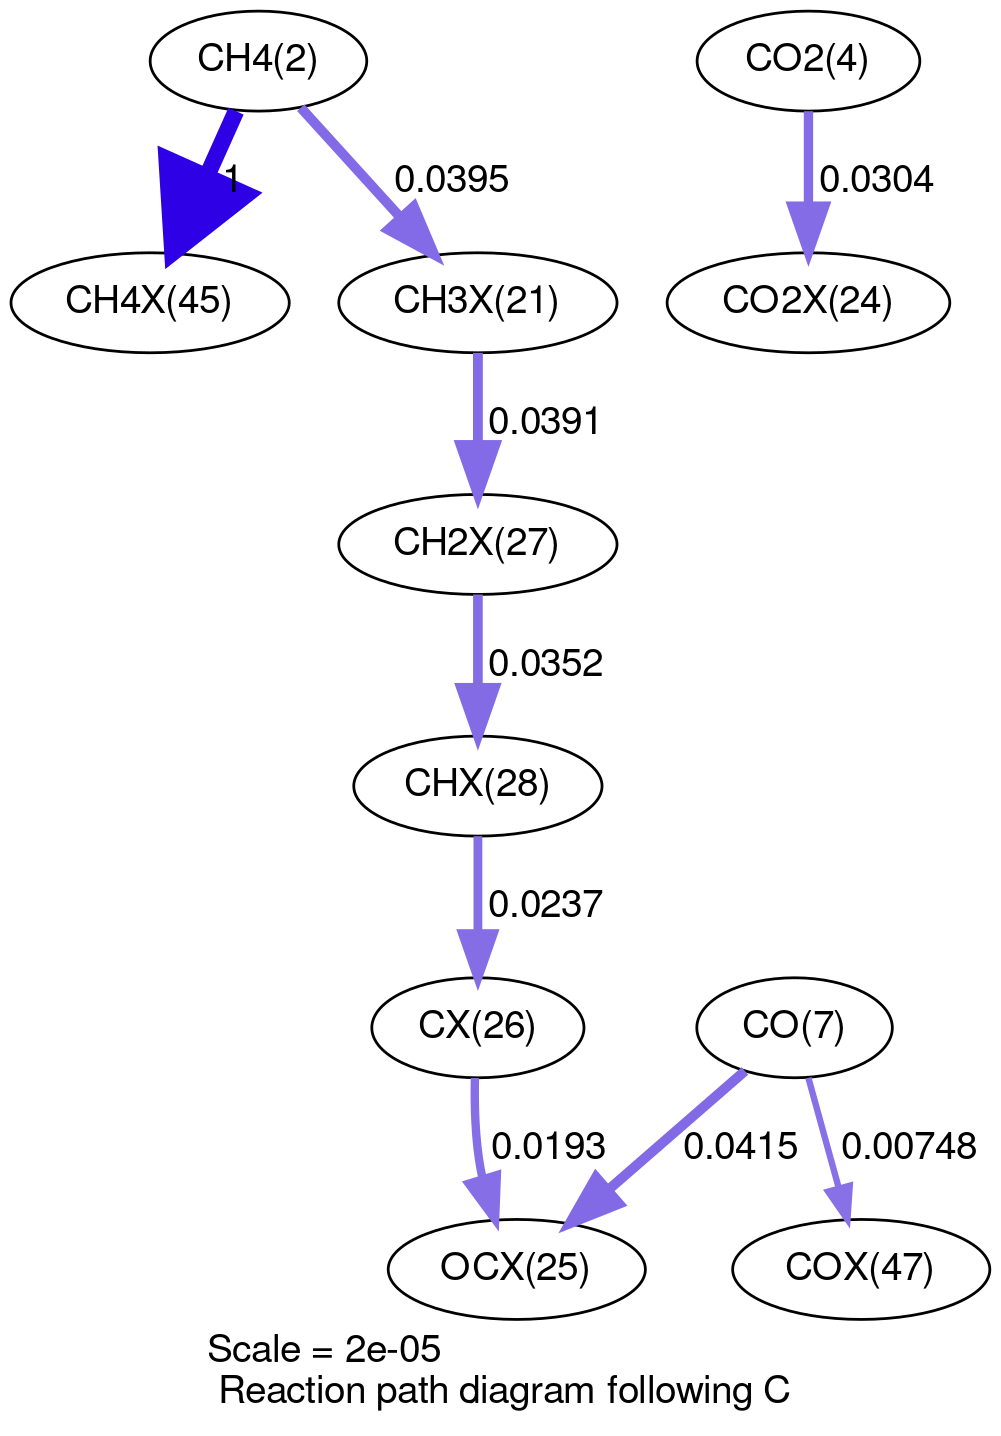 CH4(2)
CO2(4)
1
0.0395
0.0304
CH4X(45)
CH3X(21)
CO2X(24)
0.0391
CH2X(27)
0.0352
CHX(28)
0.0237
CX(26)
CO(7)
0.0193
0.0415
0.00748
OCX(25)
COX(47)
Scale = 2e-05
Reaction path diagram following C